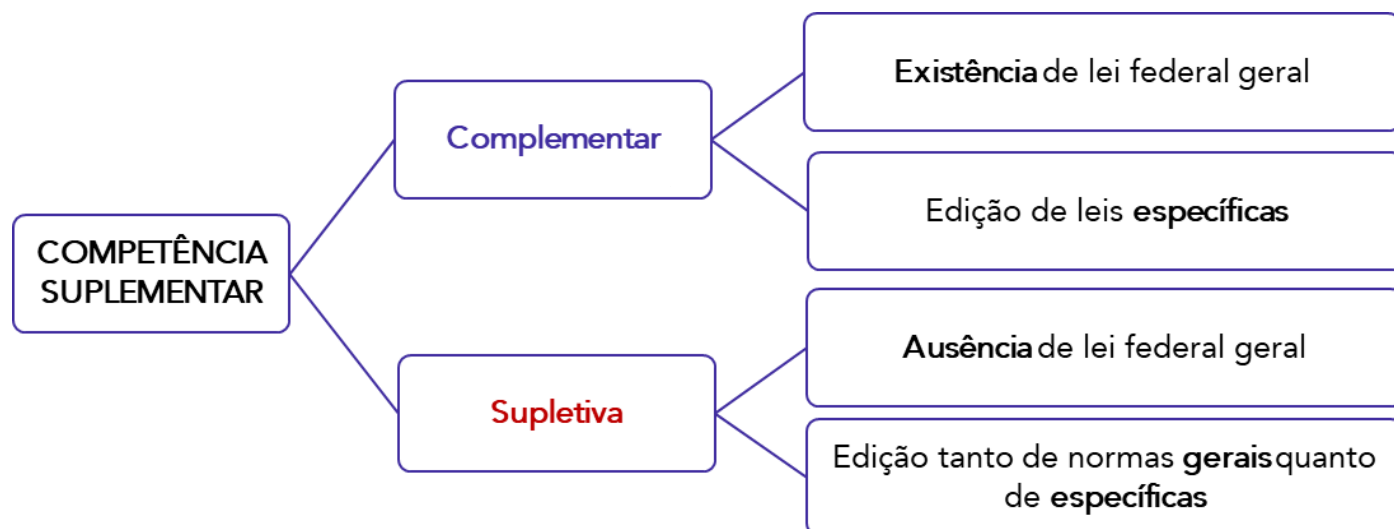 COMPETÊNCIA
SUPLEMENTAR
Complementar
Existência de lei federal geral
Edição de leis específicas
Supletiva
Ausência de lei federal geral
Edição tanto de normas gerais quanto
de específicas